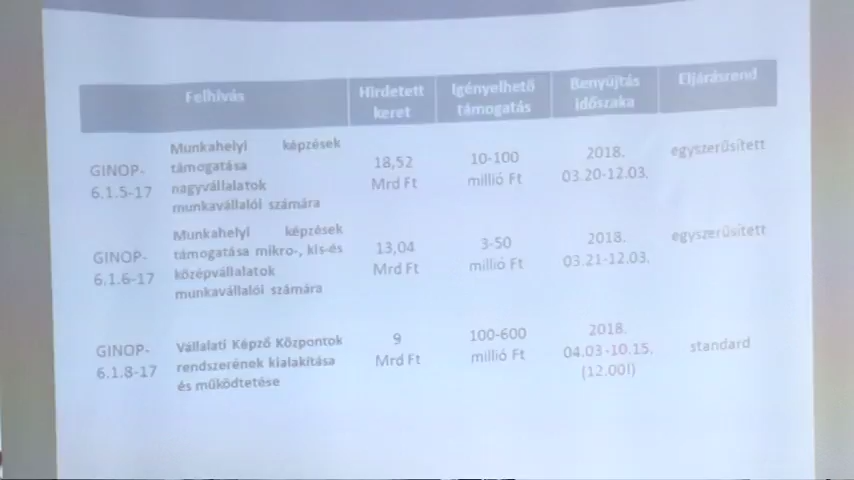 Felhívás
Hirdetett
keret
Igényelhető
támogatás
Benyújtás
időszaka
Eljárásrend
GINOP-
6.1.5-17
Munkahelyi képzések
támogatása
nagyvállalatok
munkavállalói számára
18,52
Mrd Ft
10-100
millió Ft
2018.
03.20-12.03.
egyszerűsített
GINOP-
6.1.6-17
Munkahelyi képzések
támogatása mikro-, kis-és
középvállalatok
munkavállalói számára
13,04
Mrd Ft
3-50
millió Ft
2018.
03.21-12.03.
egyszerűsített
GINOP-
6.1.8-17
Vállalati Képző Központok
rendszerének kialakítása
és működtetése
9
Mrd Ft
100-600
millió Ft
2018.
04.03-10.15.
(12.00!)
standard